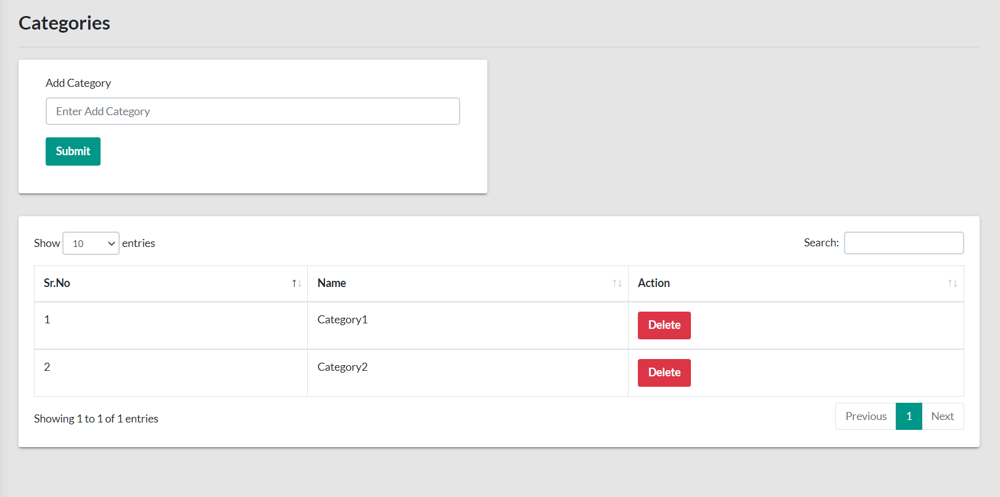 Categories
Add Category
Enter Add Category
Submit
Show 10 entries
Search:
Sr.No Name Action
1 Category1 Delete
2 Category2 Delete
Showing 1 to 1 of 1 entries
Previous 1 Next